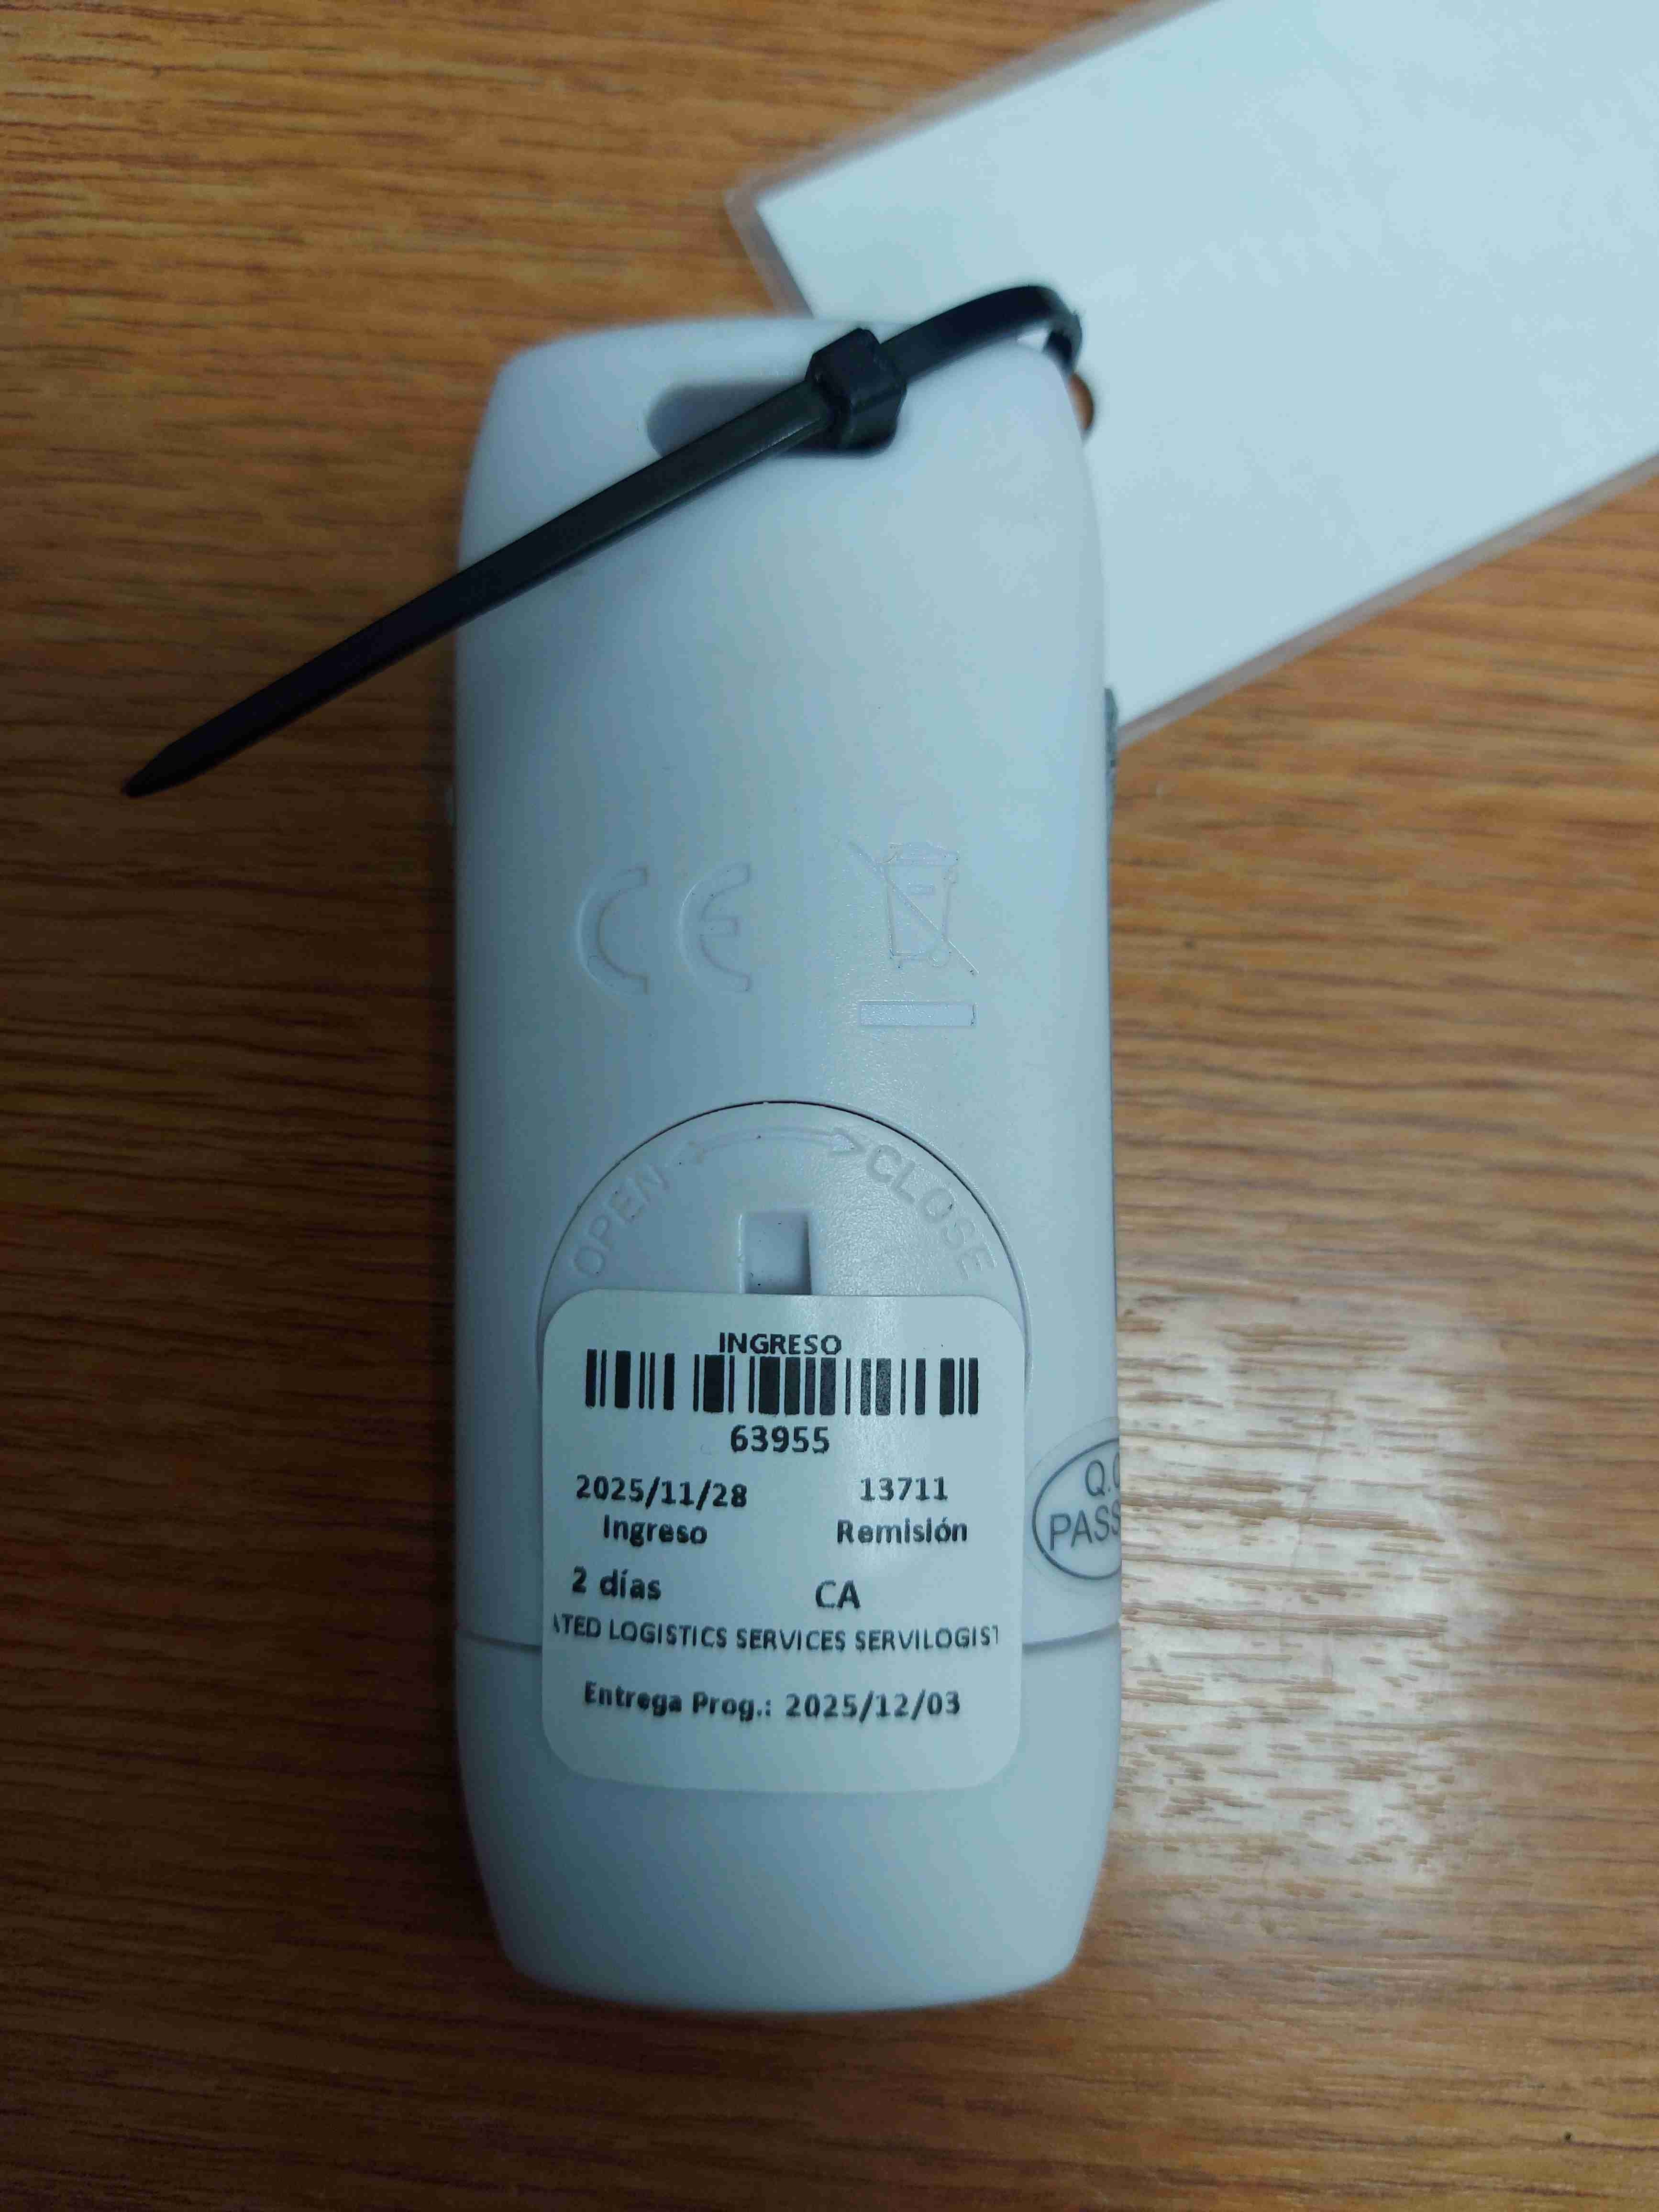 CE
OPEN CLOSE
INGRESO
63955
2025/11/28 13711
Ingreso Remisión
2 días CA
ATED LOGISTICS SERVICES SERVILOGIST
Entrega Prog.: 2025/12/03
Q.C
PASS